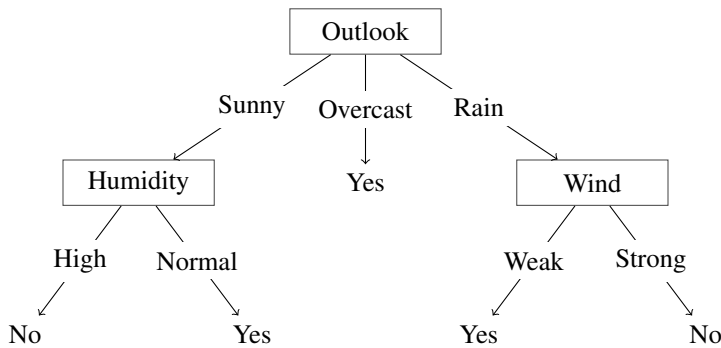 Outlook
Sunny Overcast Rain
Humidity Yes Wind
High Normal Weak Strong
No Yes Yes No